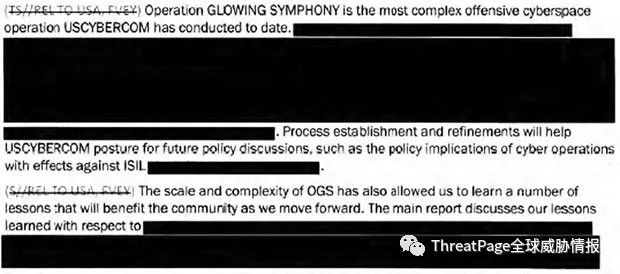 (TS//REL TO USA, FVEY) Operation GLOWING SYMPHONY is the most complex offensive cyberspace
operation USCYBERCOM has conducted to date.
. Process establishment and refinements will help
USCYBERCOM posture for future policy discussions, such as the policy implications of cyber operations
with effects against ISIL .
(S//REL TO USA, FVEY) The scale and complexity of OGS has also allowed us to learn a number of
lessons that will benefit the community as we move forward. The main report discusses our lessons
learned with respect to
ThreatPage全球威胁情报